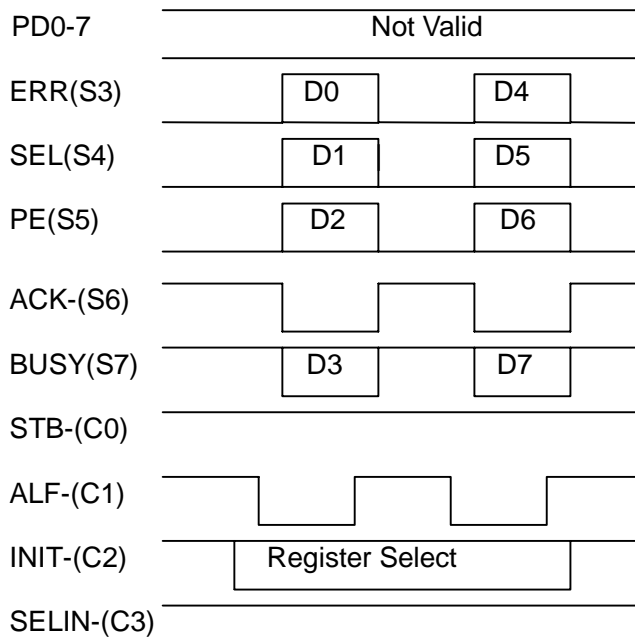 PD0-7 Not Valid
ERR(S3) D0 D4
SEL(S4) D1 D5
PE(S5) D2 D6
ACK-(S6)
BUSY(S7) D3 D7
STB-(C0)
ALF-(C1)
INIT-(C2) Register Select
SELIN-(C3)